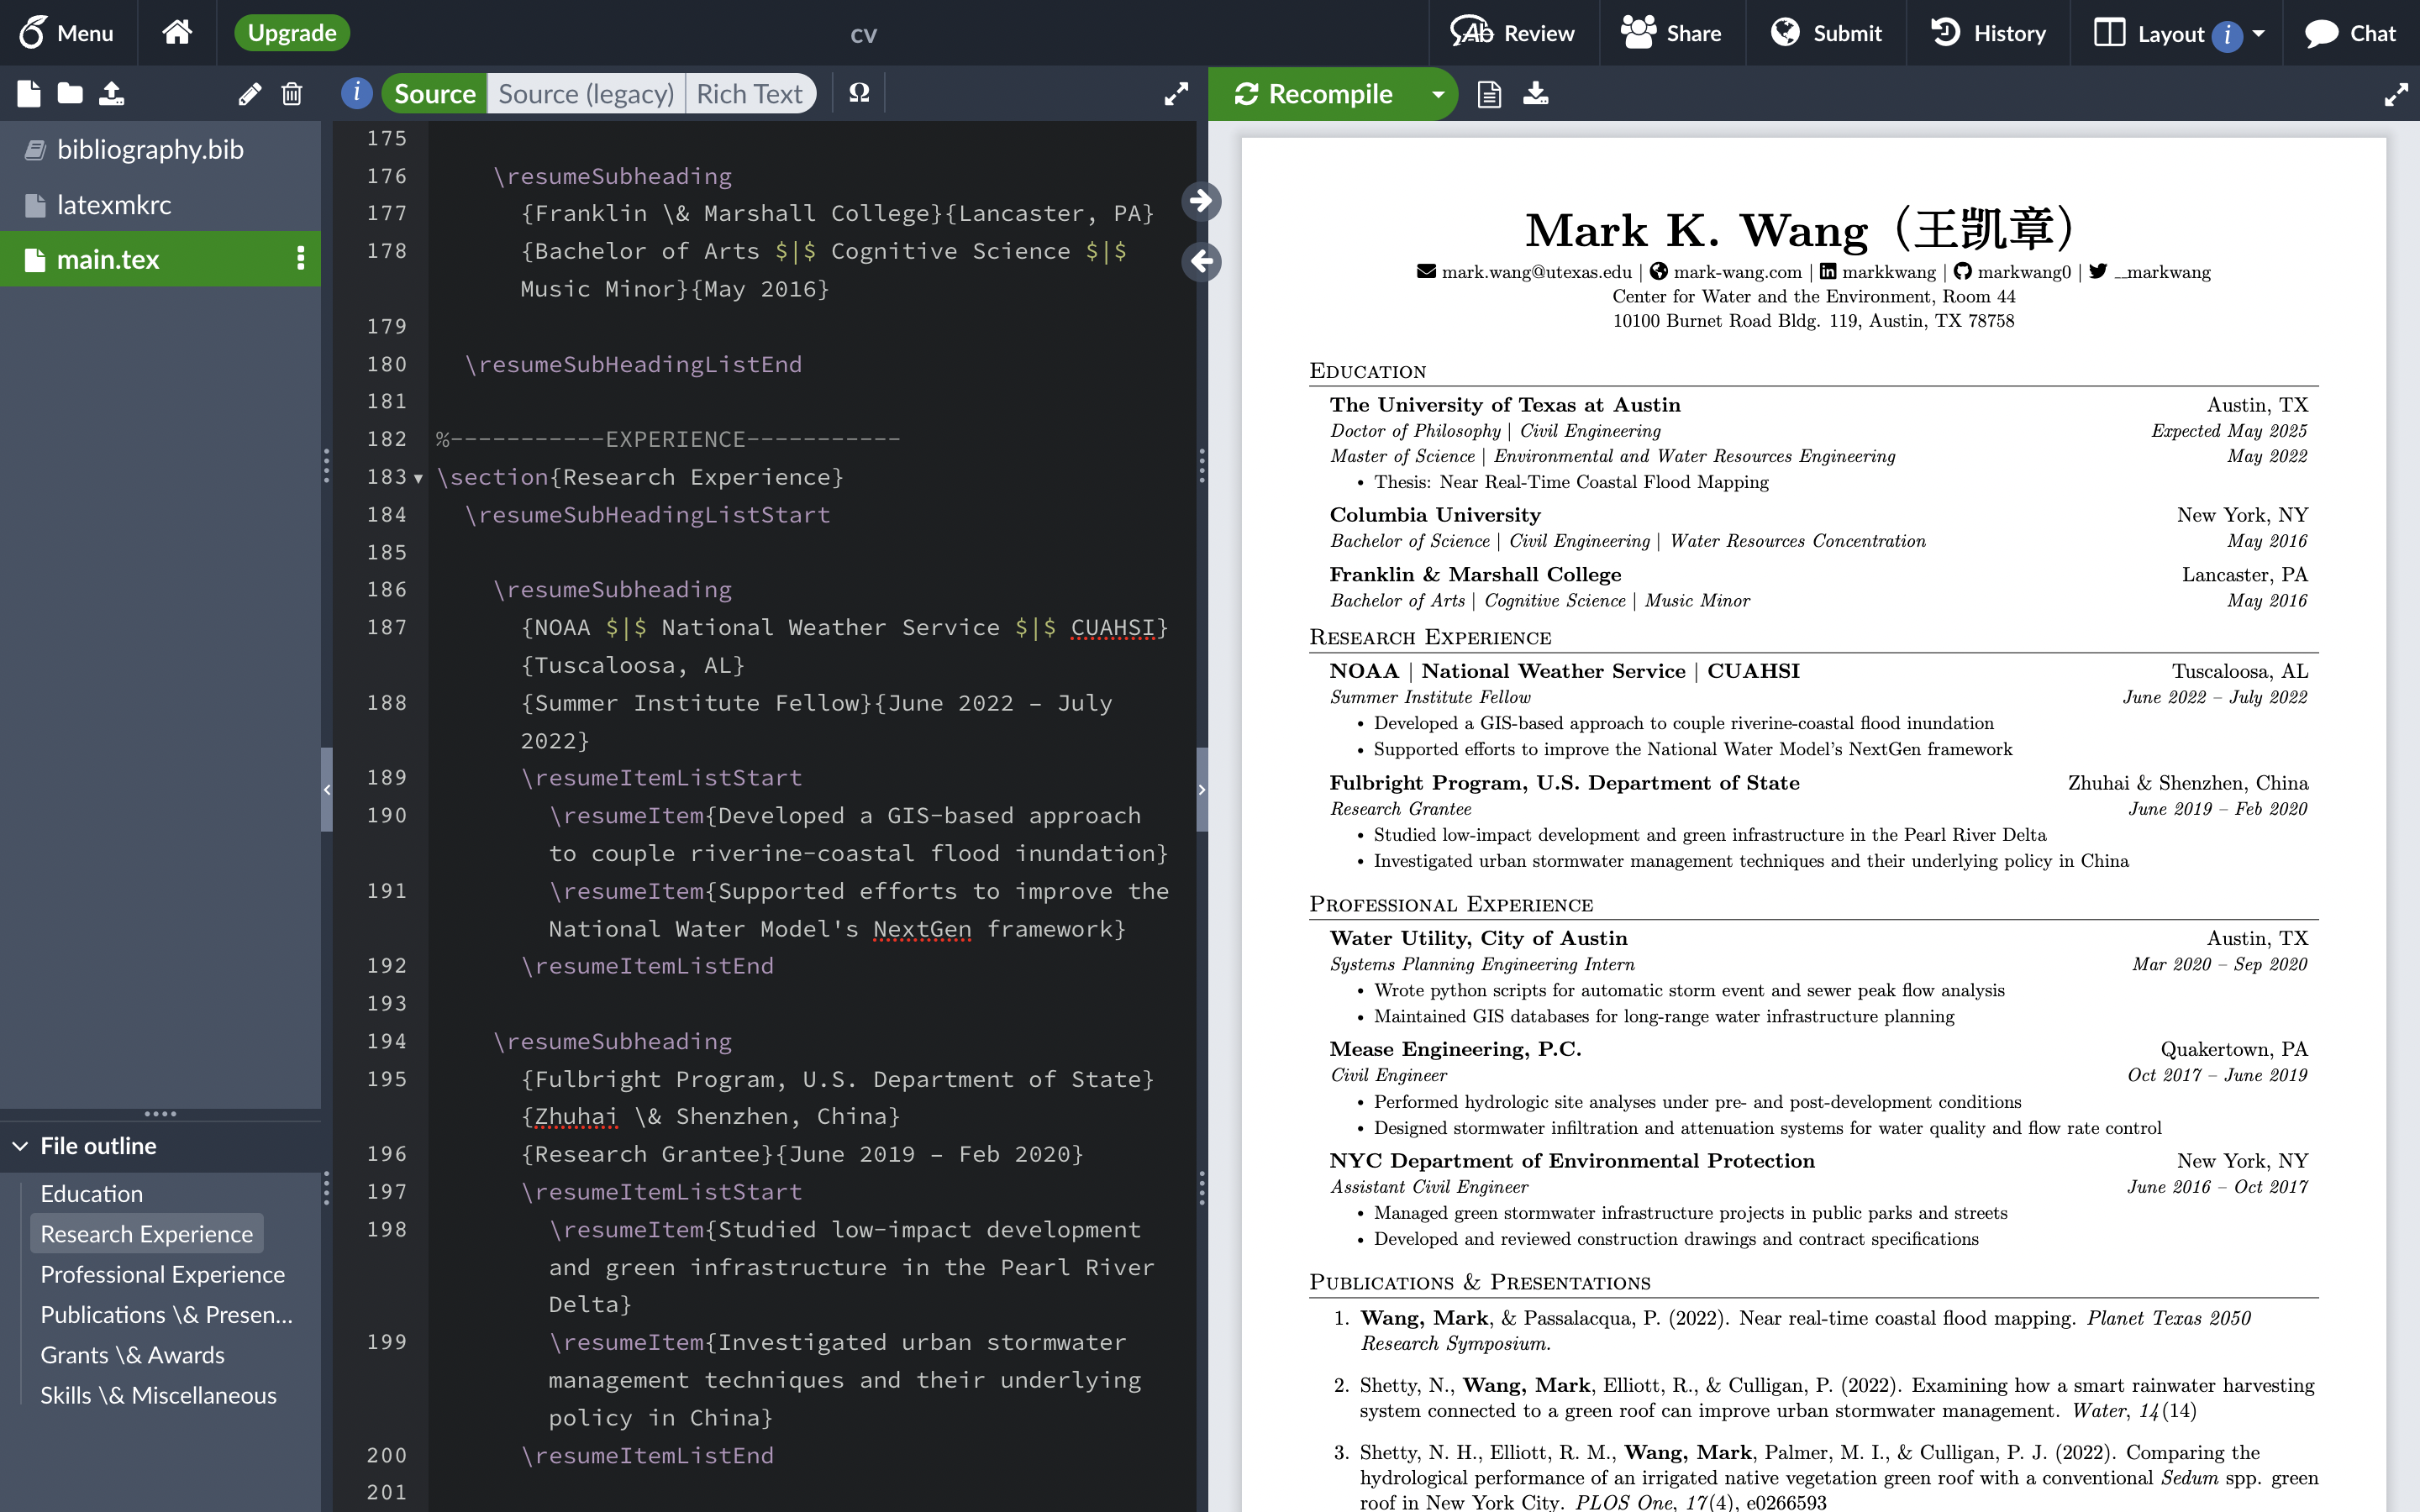 Menu
Upgrade
cv
Review
Share
Submit
History
Layout
Chat
Source
Source (legacy)
Rich Text
Ω
Recompile
bibliography.bib
latexmkrc
main.tex
File outline
Education
Research Experience
Professional Experience
Publications \& Presen...
Grants \& Awards
Skills \& Miscellaneous
175
176 \resumeSubheading
177 {Franklin \& Marshall College}{Lancaster, PA}
178 {Bachelor of Arts $|$ Cognitive Science $|$
Music Minor}{May 2016}
179
180 \resumeSubHeadingListEnd
181
182 %-----------EXPERIENCE-----------
183 \section{Research Experience}
184 \resumeSubHeadingListStart
185
186 \resumeSubheading
187 {NOAA $|$ National Weather Service $|$ CUAHSI}
{Tuscaloosa, AL}
188 {Summer Institute Fellow}{June 2022 – July
2022}
189 \resumeItemListStart
190 \resumeItem{Developed a GIS-based approach
to couple riverine-coastal flood inundation}
191 \resumeItem{Supported efforts to improve the
National Water Model's NextGen framework}
192 \resumeItemListEnd
193
194 \resumeSubheading
195 {Fulbright Program, U.S. Department of State}
{Zhuhai \& Shenzhen, China}
196 {Research Grantee}{June 2019 – Feb 2020}
197 \resumeItemListStart
198 \resumeItem{Studied low-impact development
and green infrastructure in the Pearl River
Delta}
199 \resumeItem{Investigated urban stormwater
management techniques and their underlying
policy in China}
200 \resumeItemListEnd
201
Mark K. Wang（王凯章）
mark.wang@utexas.edu | mark-wang.com | markkwang | markwang0 | __markwang
Center for Water and the Environment, Room 44
10100 Burnet Road Bldg. 119, Austin, TX 78758
Education
The University of Texas at Austin Austin, TX
Doctor of Philosophy | Civil Engineering Expected May 2025
Master of Science | Environmental and Water Resources Engineering May 2022
• Thesis: Near Real-Time Coastal Flood Mapping
Columbia University New York, NY
Bachelor of Science | Civil Engineering | Water Resources Concentration May 2016
Franklin & Marshall College Lancaster, PA
Bachelor of Arts | Cognitive Science | Music Minor May 2016
Research Experience
NOAA | National Weather Service | CUAHSI Tuscaloosa, AL
Summer Institute Fellow June 2022 – July 2022
• Developed a GIS-based approach to couple riverine-coastal flood inundation
• Supported efforts to improve the National Water Model's NextGen framework
Fulbright Program, U.S. Department of State Zhuhai & Shenzhen, China
Research Grantee June 2019 – Feb 2020
• Studied low-impact development and green infrastructure in the Pearl River Delta
• Investigated urban stormwater management techniques and their underlying policy in China
Professional Experience
Water Utility, City of Austin Austin, TX
Systems Planning Engineering Intern Mar 2020 – Sep 2020
• Wrote python scripts for automatic storm event and sewer peak flow analysis
• Maintained GIS databases for long-range water infrastructure planning
Mease Engineering, P.C. Quakertown, PA
Civil Engineer Oct 2017 – June 2019
• Performed hydrologic site analyses under pre- and post-development conditions
• Designed stormwater infiltration and attenuation systems for water quality and flow rate control
NYC Department of Environmental Protection New York, NY
Assistant Civil Engineer June 2016 – Oct 2017
• Managed green stormwater infrastructure projects in public parks and streets
• Developed and reviewed construction drawings and contract specifications
Publications & Presentations
1. Wang, Mark, & Passalacqua, P. (2022). Near real-time coastal flood mapping. Planet Texas 2050
Research Symposium.
2. Shetty, N., Wang, Mark, Elliott, R., & Culligan, P. (2022). Examining how a smart rainwater harvesting
system connected to a green roof can improve urban stormwater management. Water, 14(14)
3. Shetty, N. H., Elliott, R. M., Wang, Mark, Palmer, M. I., & Culligan, P. J. (2022). Comparing the
hydrological performance of an irrigated native vegetation green roof with a conventional Sedum spp. green
roof in New York City. PLOS One, 17(4), e0266593